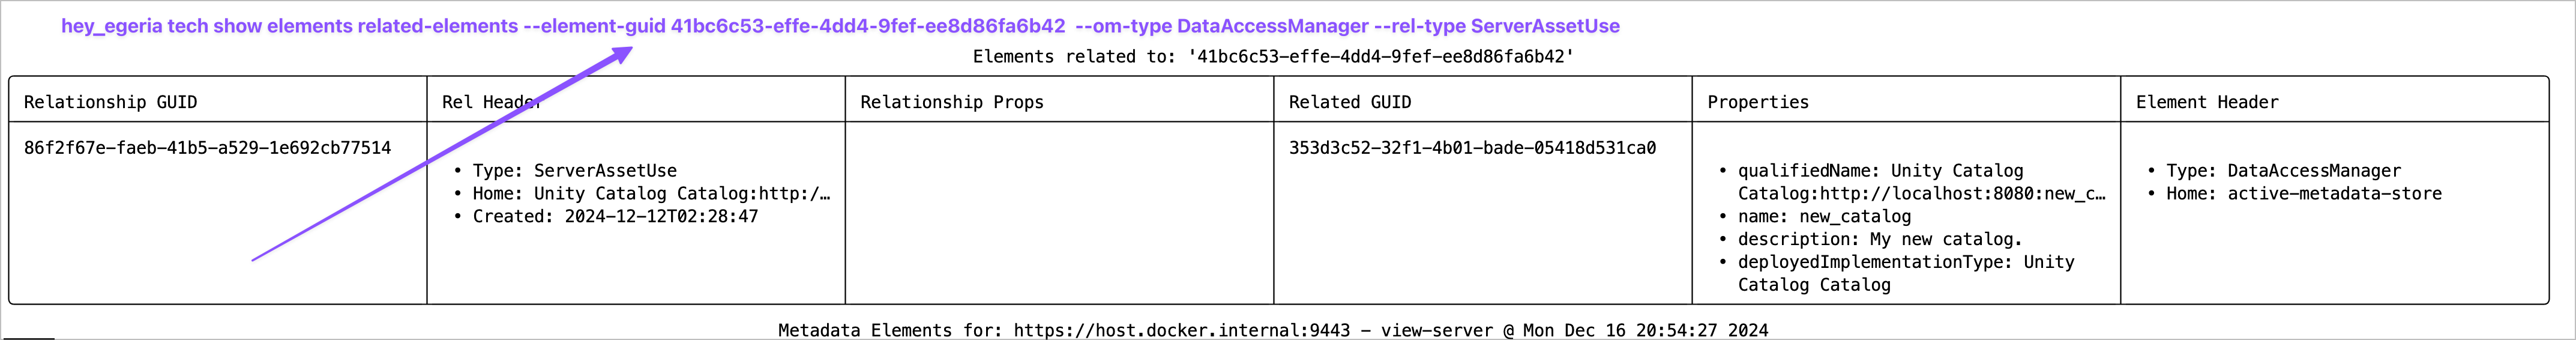 hey_egeria tech show elements related-elements --element-guid 41bc6c53-effe-4dd4-9fef-ee8d86fa6b42 --om-type DataAccessManager --rel-type ServerAssetUse
Elements related to: '41bc6c53-effe-4dd4-9fef-ee8d86fa6b42'
Relationship GUID
Rel Header
Relationship Props
Related GUID
Properties
Element Header
86f2f67e-faeb-41b5-a529-1e692cb77514
• Type: ServerAssetUse
• Home: Unity Catalog Catalog:http:/…
• Created: 2024-12-12T02:28:47
353d3c52-32f1-4b01-bade-05418d531ca0
• qualifiedName: Unity Catalog
Catalog:http://localhost:8080:new_c…
• name: new_catalog
• description: My new catalog.
• deployedImplementationType: Unity
Catalog Catalog
• Type: DataAccessManager
• Home: active-metadata-store
Metadata Elements for: https://host.docker.internal:9443 - view-server @ Mon Dec 16 20:54:27 2024